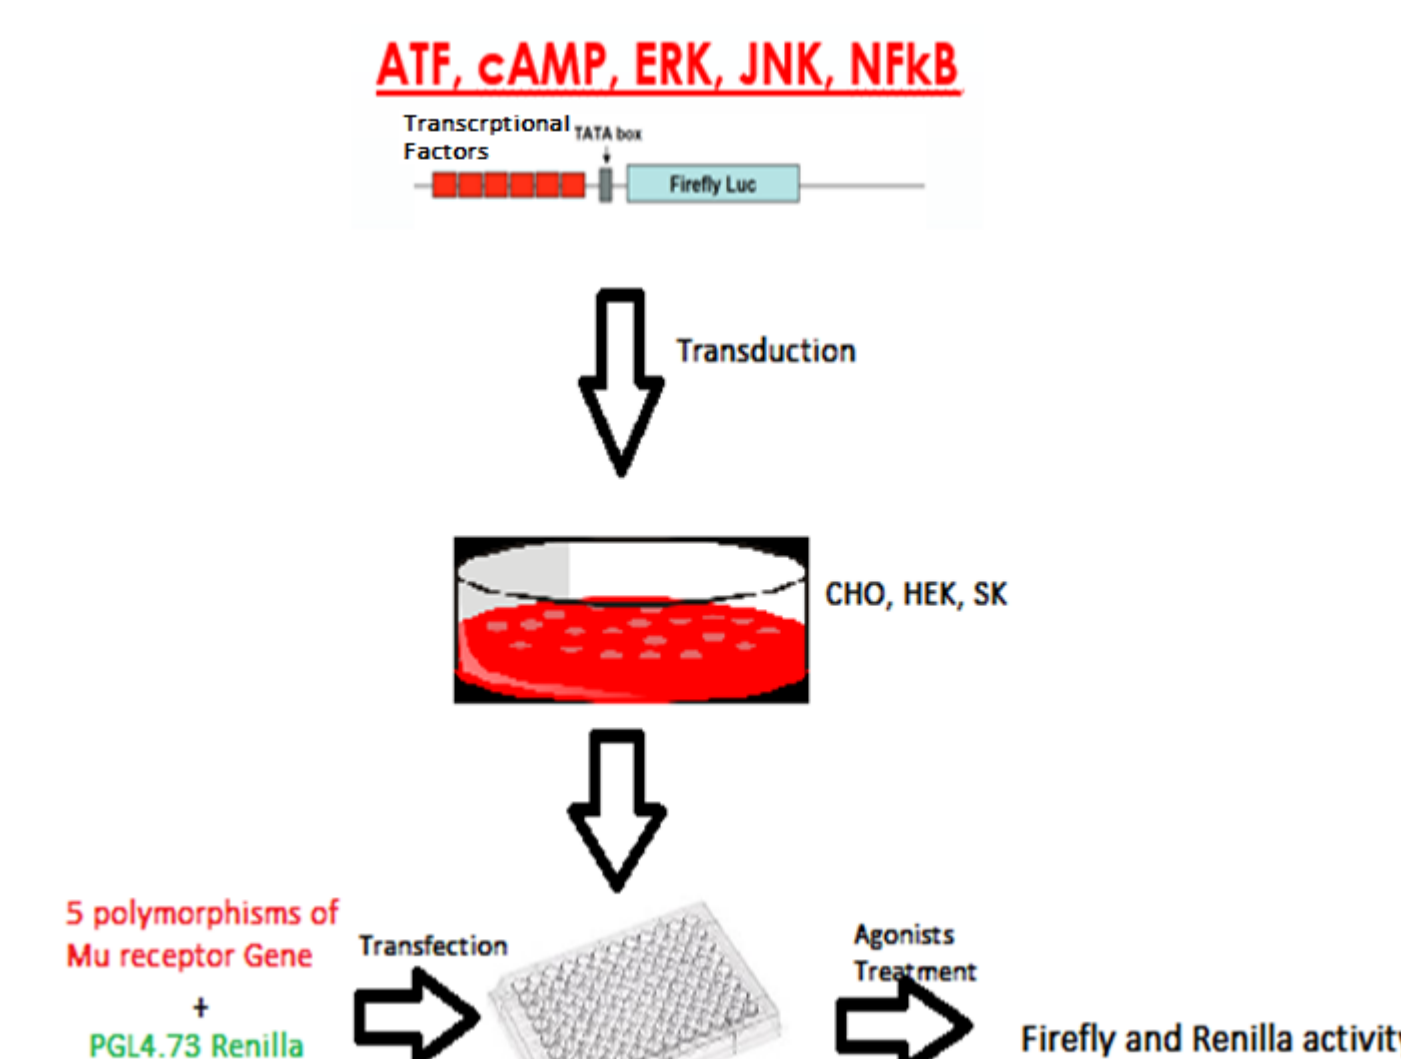 ATF, cAMP, ERK, JNK, NFkB
Transcrptional
Factors
TATA box
Firefly Luc
Transduction
CHO, HEK, SK
5 polymorphisms of
Mu receptor Gene
+
PGL4.73 Renilla
Transfection
Agonists
Treatment
Firefly and Renilla activity